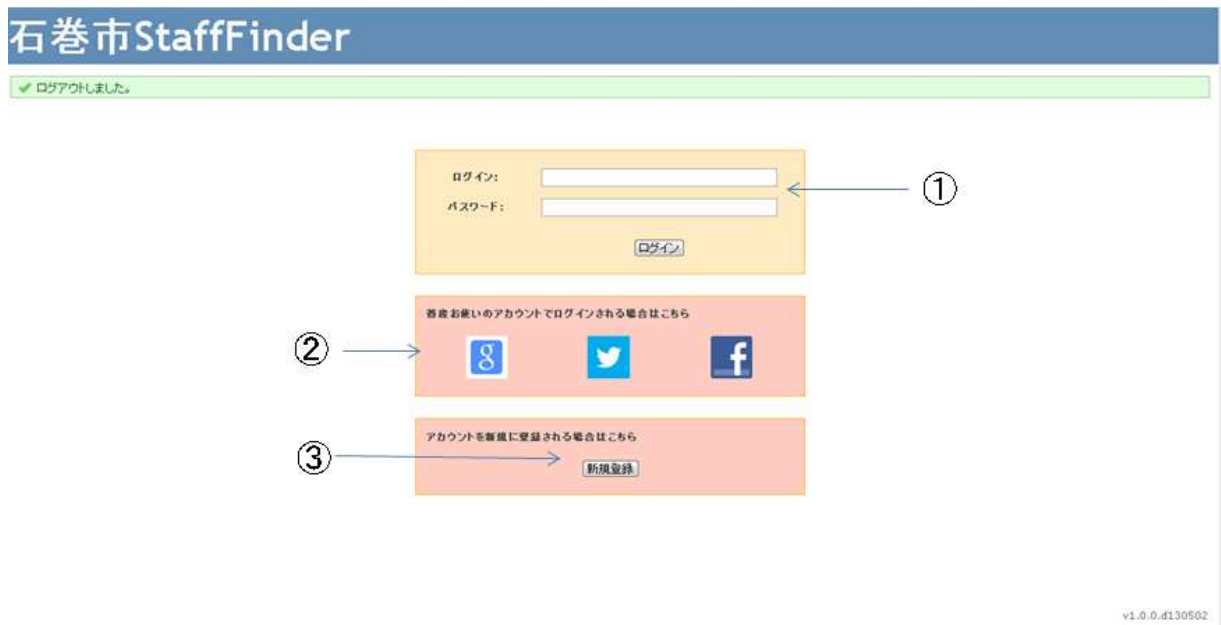 石巻市StaffFinder
ログアウトしました。
ログイン:
①
パスワード:
ログイン
普段お使いのアカウントでログインされる場合はこちら
②
g
f
アカウントを新規に登録される場合はこちら
③
新規登録
v1.0.0.d130502